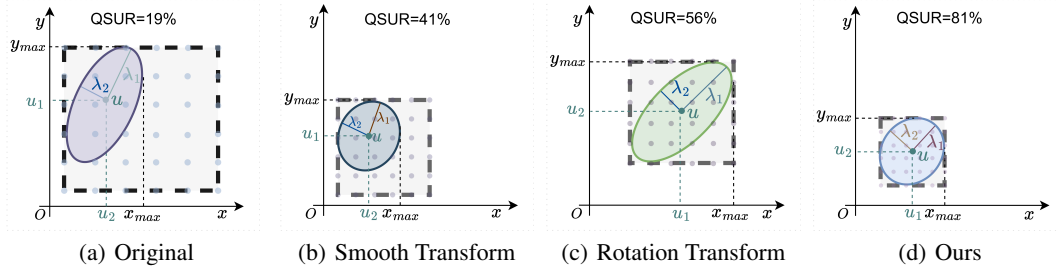 y QSUR=19%
y_max
λ_2 λ_1
u_1 u
O u_2 x_max x
(a) Original
y QSUR=41%
y_max
λ_2 λ_1
u_1 u
O u_2 x_max x
(b) Smooth Transform
y QSUR=56%
y_max
λ_2 λ_1
u_2 u
O u_1 x_max x
(c) Rotation Transform
y QSUR=81%
y_max
λ_2 λ_1
u_2 u
O u_1 x_max x
(d) Ours